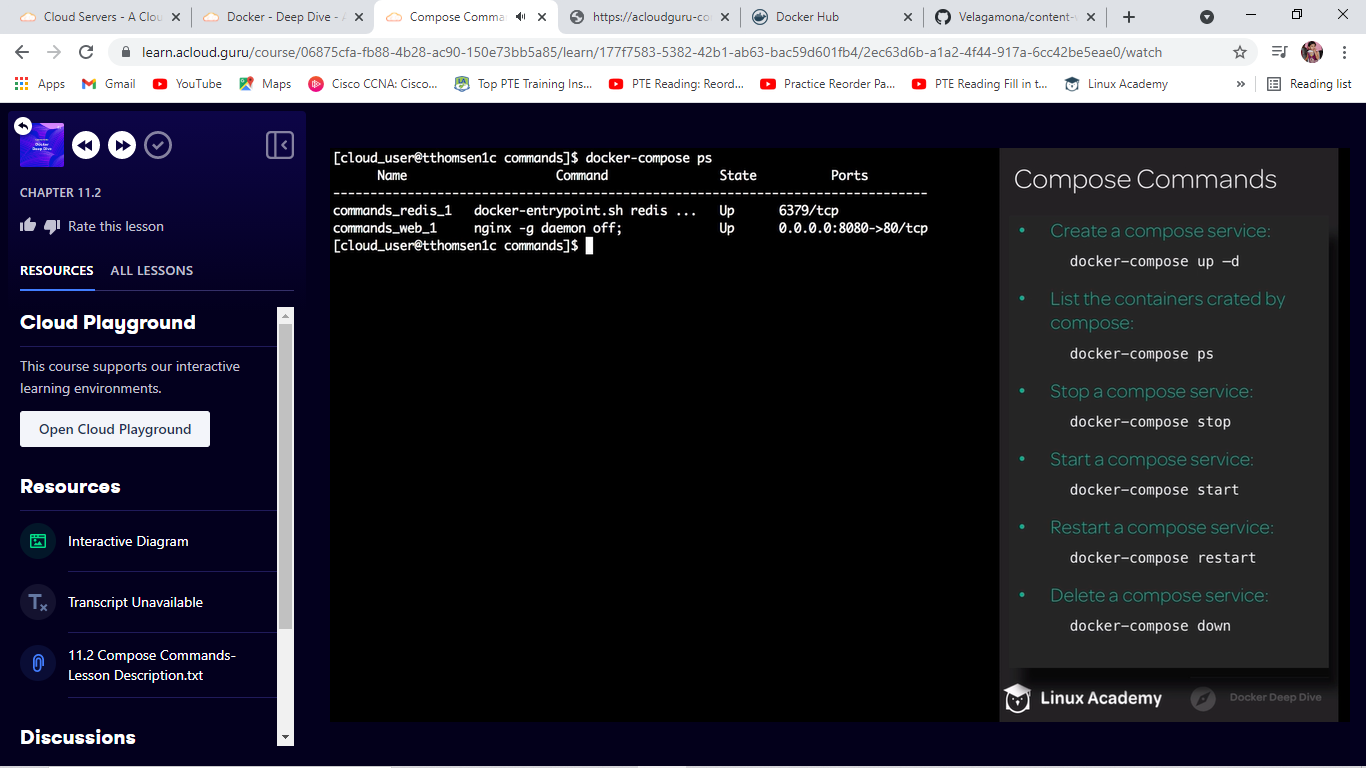 Cloud Servers - A Clou
Docker - Deep Dive - A
Compose Comma
https://acloudguru-co
Docker Hub
Velagamona/content-
learn.acloud.guru/course/06875cfa-fb88-4b28-ac90-150e73bb5a85/learn/177f7583-5382-42b1-ab63-bac59d601fb4/2ec63d6b-a1a2-4f44-917a-6cc42be5eae0/watch
Apps
Gmail
YouTube
Maps
Cisco CCNA: Cisco...
Top PTE Training Ins...
PTE Reading: Reord...
Practice Reorder Pa...
PTE Reading Fill in t...
Linux Academy
»
Reading list
Docker
Deep Dive
CHAPTER 11.2
Rate this lesson
RESOURCES
ALL LESSONS
Cloud Playground
This course supports our interactive
learning environments.
Open Cloud Playground
Resources
Interactive Diagram
Transcript Unavailable
11.2 Compose Commands-
Lesson Description.txt
Discussions
[cloud_user@tthomsen1c commands]$ docker-compose ps
Name Command State Ports
--------------------------------------------------------------------------------
commands_redis_1 docker-entrypoint.sh redis ... Up 6379/tcp
commands_web_1 nginx -g daemon off; Up 0.0.0.0:8080->80/tcp
[cloud_user@tthomsen1c commands]$
Compose Commands
• Create a compose service:
docker-compose up –d
• List the containers crated by
compose:
docker-compose ps
• Stop a compose service:
docker-compose stop
• Start a compose service:
docker-compose start
• Restart a compose service:
docker-compose restart
• Delete a compose service:
docker-compose down
Linux Academy
Docker Deep Dive